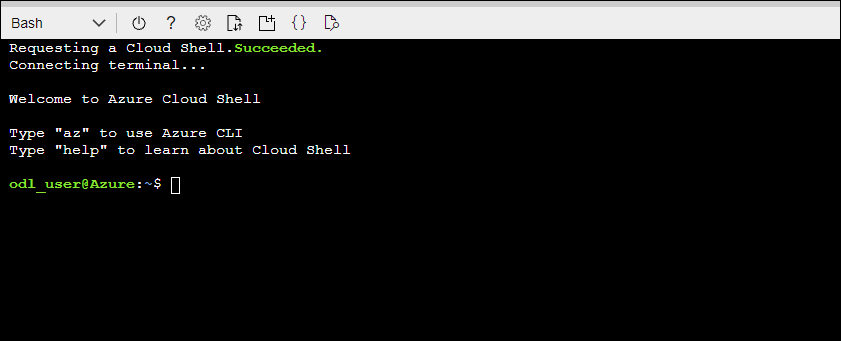 Bash
?
{}
Requesting a Cloud Shell.Succeeded.
Connecting terminal...
Welcome to Azure Cloud Shell
Type "az" to use Azure CLI
Type "help" to learn about Cloud Shell
odl_user@Azure:~$